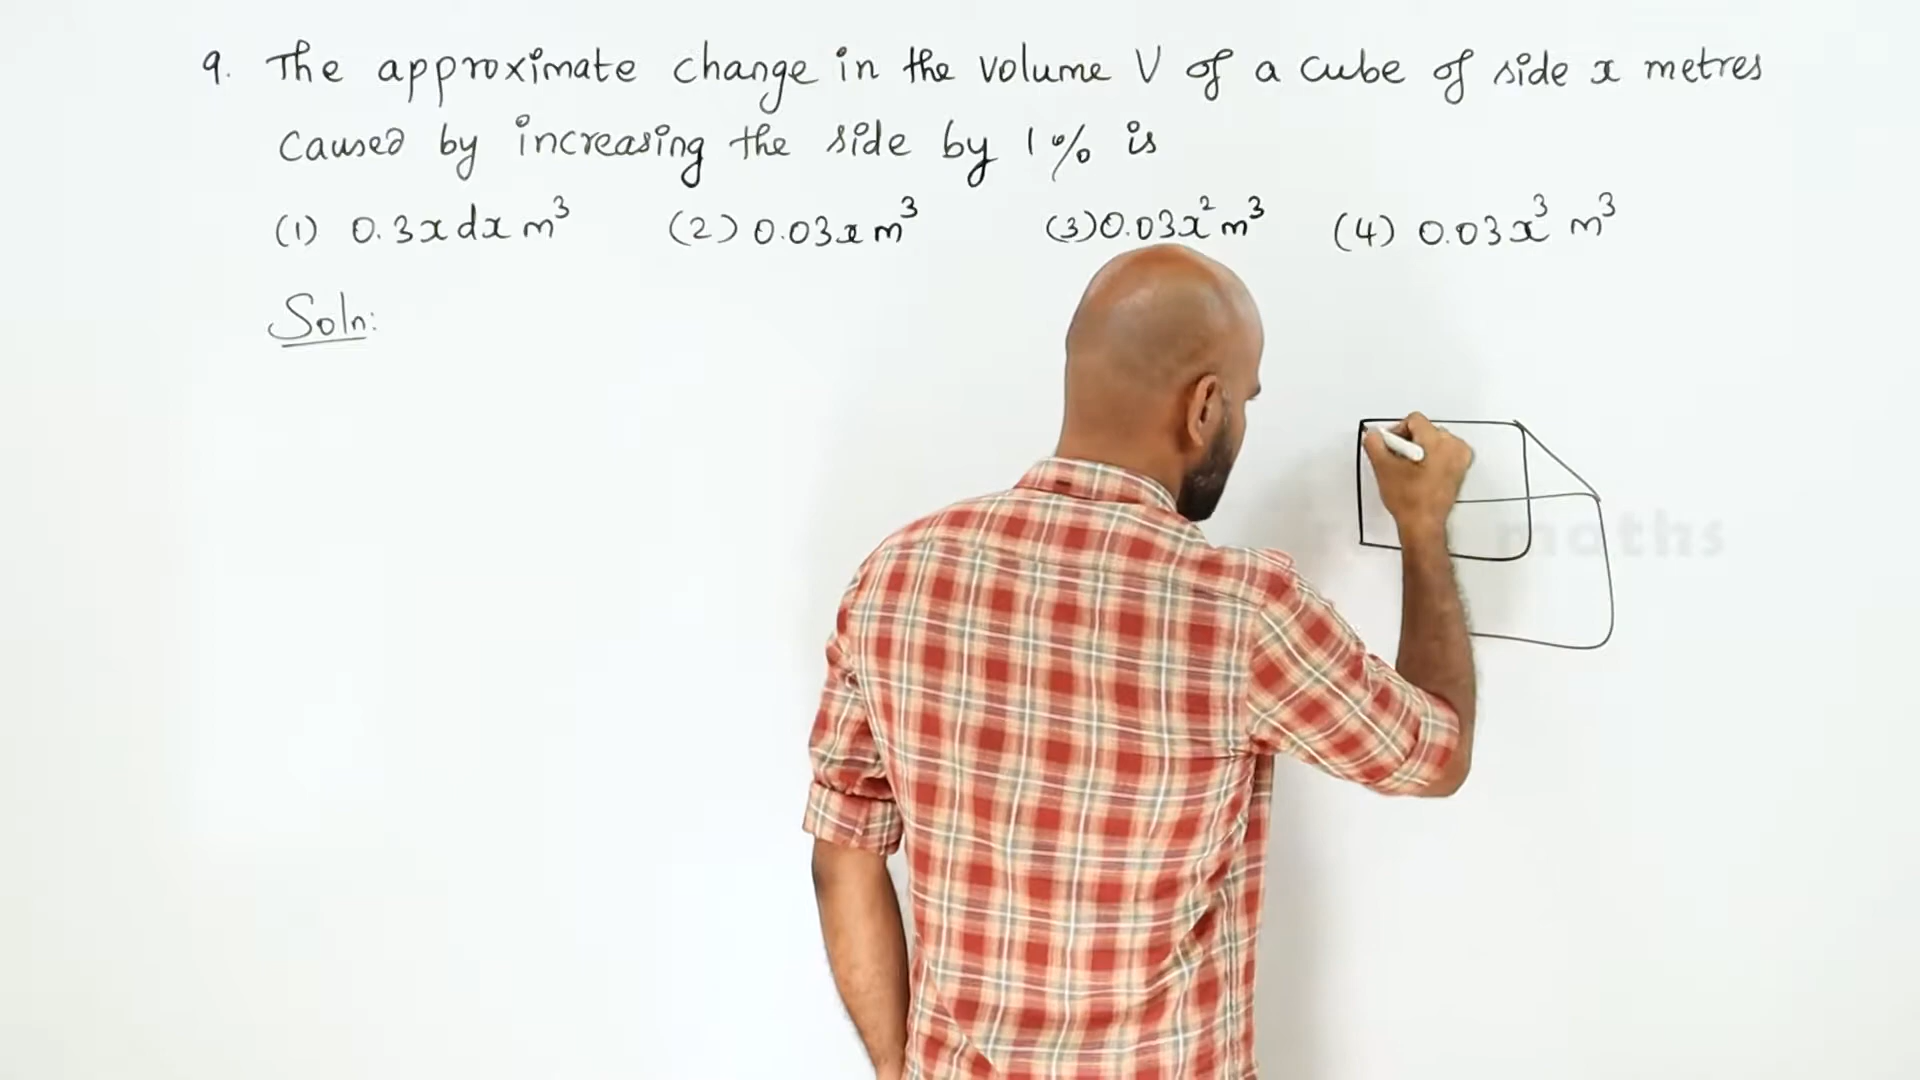 9. The approximate change in the volume V of a cube of side x metres
caused by increasing the side by 1% is
(1) 0.3xdx m³ (2) 0.03x m³ (3) 0.03x² m³ (4) 0.03x³ m³
Soln:
maths